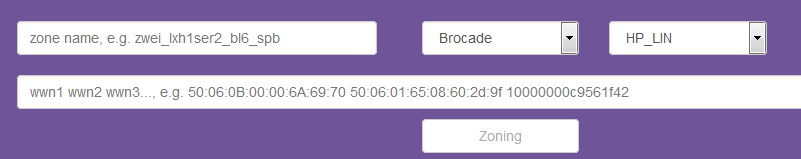 zone name, e.g. zwei_lxh1ser2_bl6_spb Brocade HP_LIN
wwn1 wwn2 wwn3..., e.g. 50:06:0B:00:00:6A:69:70 50:06:01:65:08:60:2d:9f 10000000c9561f42
Zoning